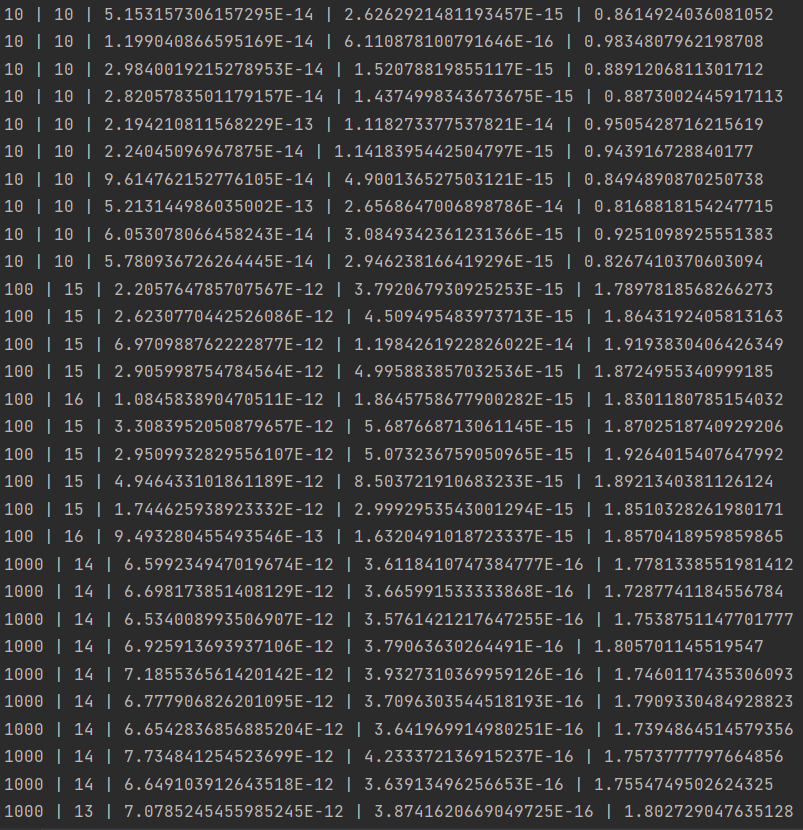 10 | 10 | 5.153157306157295E-14 | 2.6262921481193457E-15 | 0.8614924036081052
10 | 10 | 1.199040866595169E-14 | 6.110878100791646E-16 | 0.9834807962198708
10 | 10 | 2.9840019215278953E-14 | 1.52078819855117E-15 | 0.8891206811301712
10 | 10 | 2.8205783501179157E-14 | 1.4374998343673675E-15 | 0.8873002445917113
10 | 10 | 2.194210811568229E-13 | 1.118273377537821E-14 | 0.9505428716215619
10 | 10 | 2.24045096967875E-14 | 1.1418395442504797E-15 | 0.943916728840177
10 | 10 | 9.614762152776105E-14 | 4.900136527503121E-15 | 0.8494890870250738
10 | 10 | 5.213144986035002E-13 | 2.6568647006898786E-14 | 0.8168818154247715
10 | 10 | 6.053078066458243E-14 | 3.0849342361231366E-15 | 0.9251098925551383
10 | 10 | 5.780936726264445E-14 | 2.946238166419296E-15 | 0.8267410370603094
100 | 15 | 2.205764785707567E-12 | 3.792067930925253E-15 | 1.7897818568266273
100 | 15 | 2.6230770442526086E-12 | 4.509495483973713E-15 | 1.8643192405813163
100 | 15 | 6.970988762222877E-12 | 1.1984261922826022E-14 | 1.9193830406426349
100 | 15 | 2.905998754784564E-12 | 4.995883857032536E-15 | 1.8724955340999185
100 | 16 | 1.084583890470511E-12 | 1.8645758677900282E-15 | 1.8301180785154032
100 | 15 | 3.3083952050879657E-12 | 5.687668713061145E-15 | 1.8702518740929206
100 | 15 | 2.9509932829556107E-12 | 5.073236759050965E-15 | 1.9264015407647992
100 | 15 | 4.946433101861189E-12 | 8.503721910683233E-15 | 1.8921340381126124
100 | 15 | 1.744625938923332E-12 | 2.9992953543001294E-15 | 1.8510328261980171
100 | 16 | 9.493280455493546E-13 | 1.6320491018723337E-15 | 1.8570418959859865
1000 | 14 | 6.599234947019674E-12 | 3.6118410747384777E-16 | 1.7781338551981412
1000 | 14 | 6.698173851408129E-12 | 3.665991533333868E-16 | 1.7287741184556784
1000 | 14 | 6.534008993506907E-12 | 3.5761421217647255E-16 | 1.7538751147701777
1000 | 14 | 6.925913693937106E-12 | 3.79063630264491E-16 | 1.805701145519547
1000 | 14 | 7.185536561420142E-12 | 3.9327310369959126E-16 | 1.7460117435306093
1000 | 14 | 6.777906826201095E-12 | 3.7096303544518193E-16 | 1.7909330484928823
1000 | 14 | 6.6542836856885204E-12 | 3.641969914980251E-16 | 1.7394864514579356
1000 | 14 | 7.734841254523699E-12 | 4.233372136915237E-16 | 1.7573777797664856
1000 | 14 | 6.649103912643518E-12 | 3.63913496256653E-16 | 1.7554749502624325
1000 | 13 | 7.0785245455985245E-12 | 3.8741620669049725E-16 | 1.802729047635128